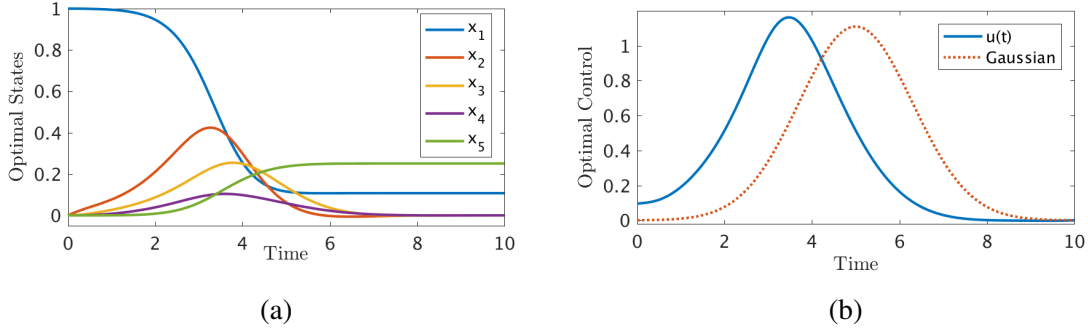 1
0.8
0.6
0.4
0.2
0
0 2 4 6 8 10
Optimal States
Time
x1
x2
x3
x4
x5
(a)
1
0.8
0.6
0.4
0.2
0
0 2 4 6 8 10
Optimal Control
Time
u(t)
Gaussian
(b)